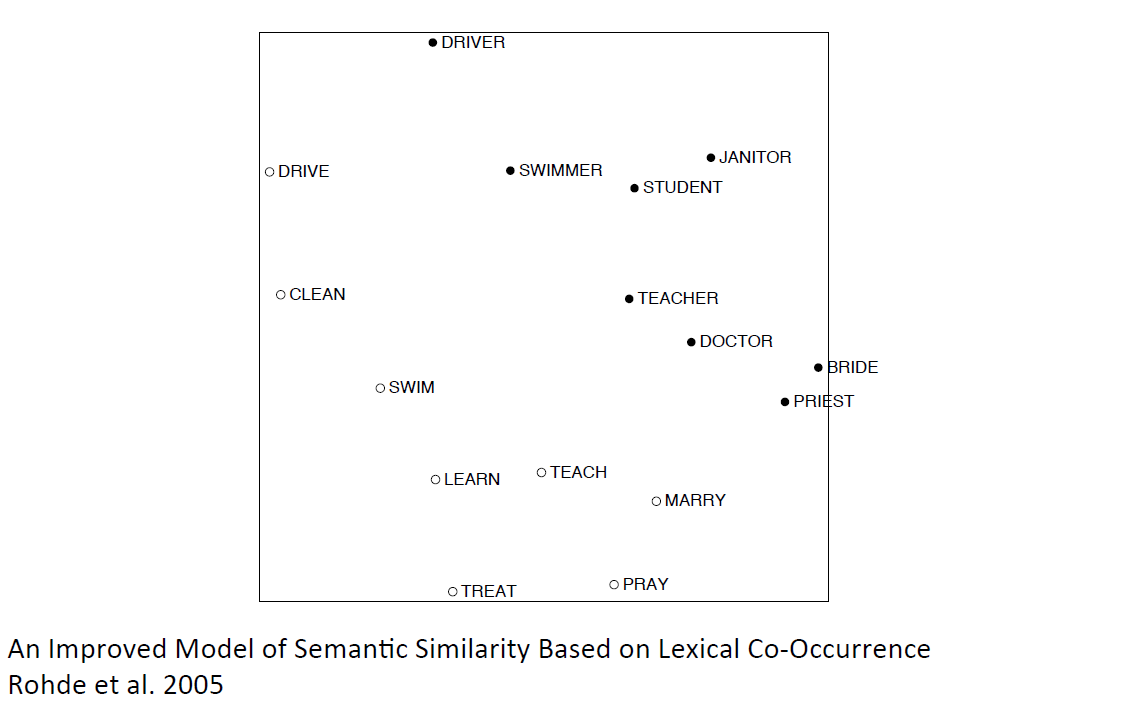 DRIVER
JANITOR
DRIVE
SWIMMER
STUDENT
CLEAN
TEACHER
DOCTOR
BRIDE
SWIM
PRIEST
LEARN
TEACH
MARRY
TREAT
PRAY
An Improved Model of Semantic Similarity Based on Lexical Co-Occurrence
Rohde et al. 2005